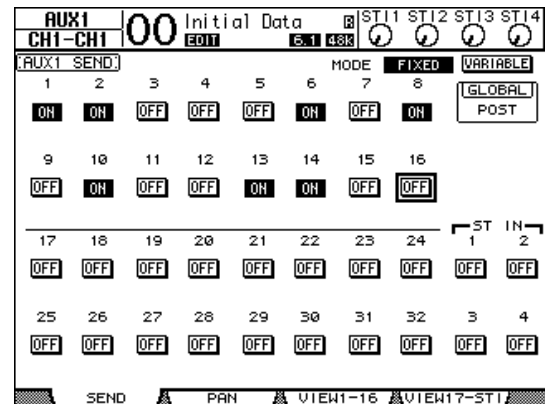 AUX1 00 Initial Data STI1 STI2 STI3 STI4
CH1-CH1 EDIT 6.1 48k
AUX1 SEND MODE FIXED VARIABLE
1 2 3 4 5 6 7 8 GLOBAL
ON ON OFF OFF OFF ON OFF ON POST
9 10 11 12 13 14 15 16
OFF ON OFF OFF ON ON OFF OFF
ST IN
17 18 19 20 21 22 23 24 1 2
OFF OFF OFF OFF OFF OFF OFF OFF OFF OFF
25 26 27 28 29 30 31 32 3 4
OFF OFF OFF OFF OFF OFF OFF OFF OFF OFF
SEND PAN VIEW1-16 VIEW17-STI